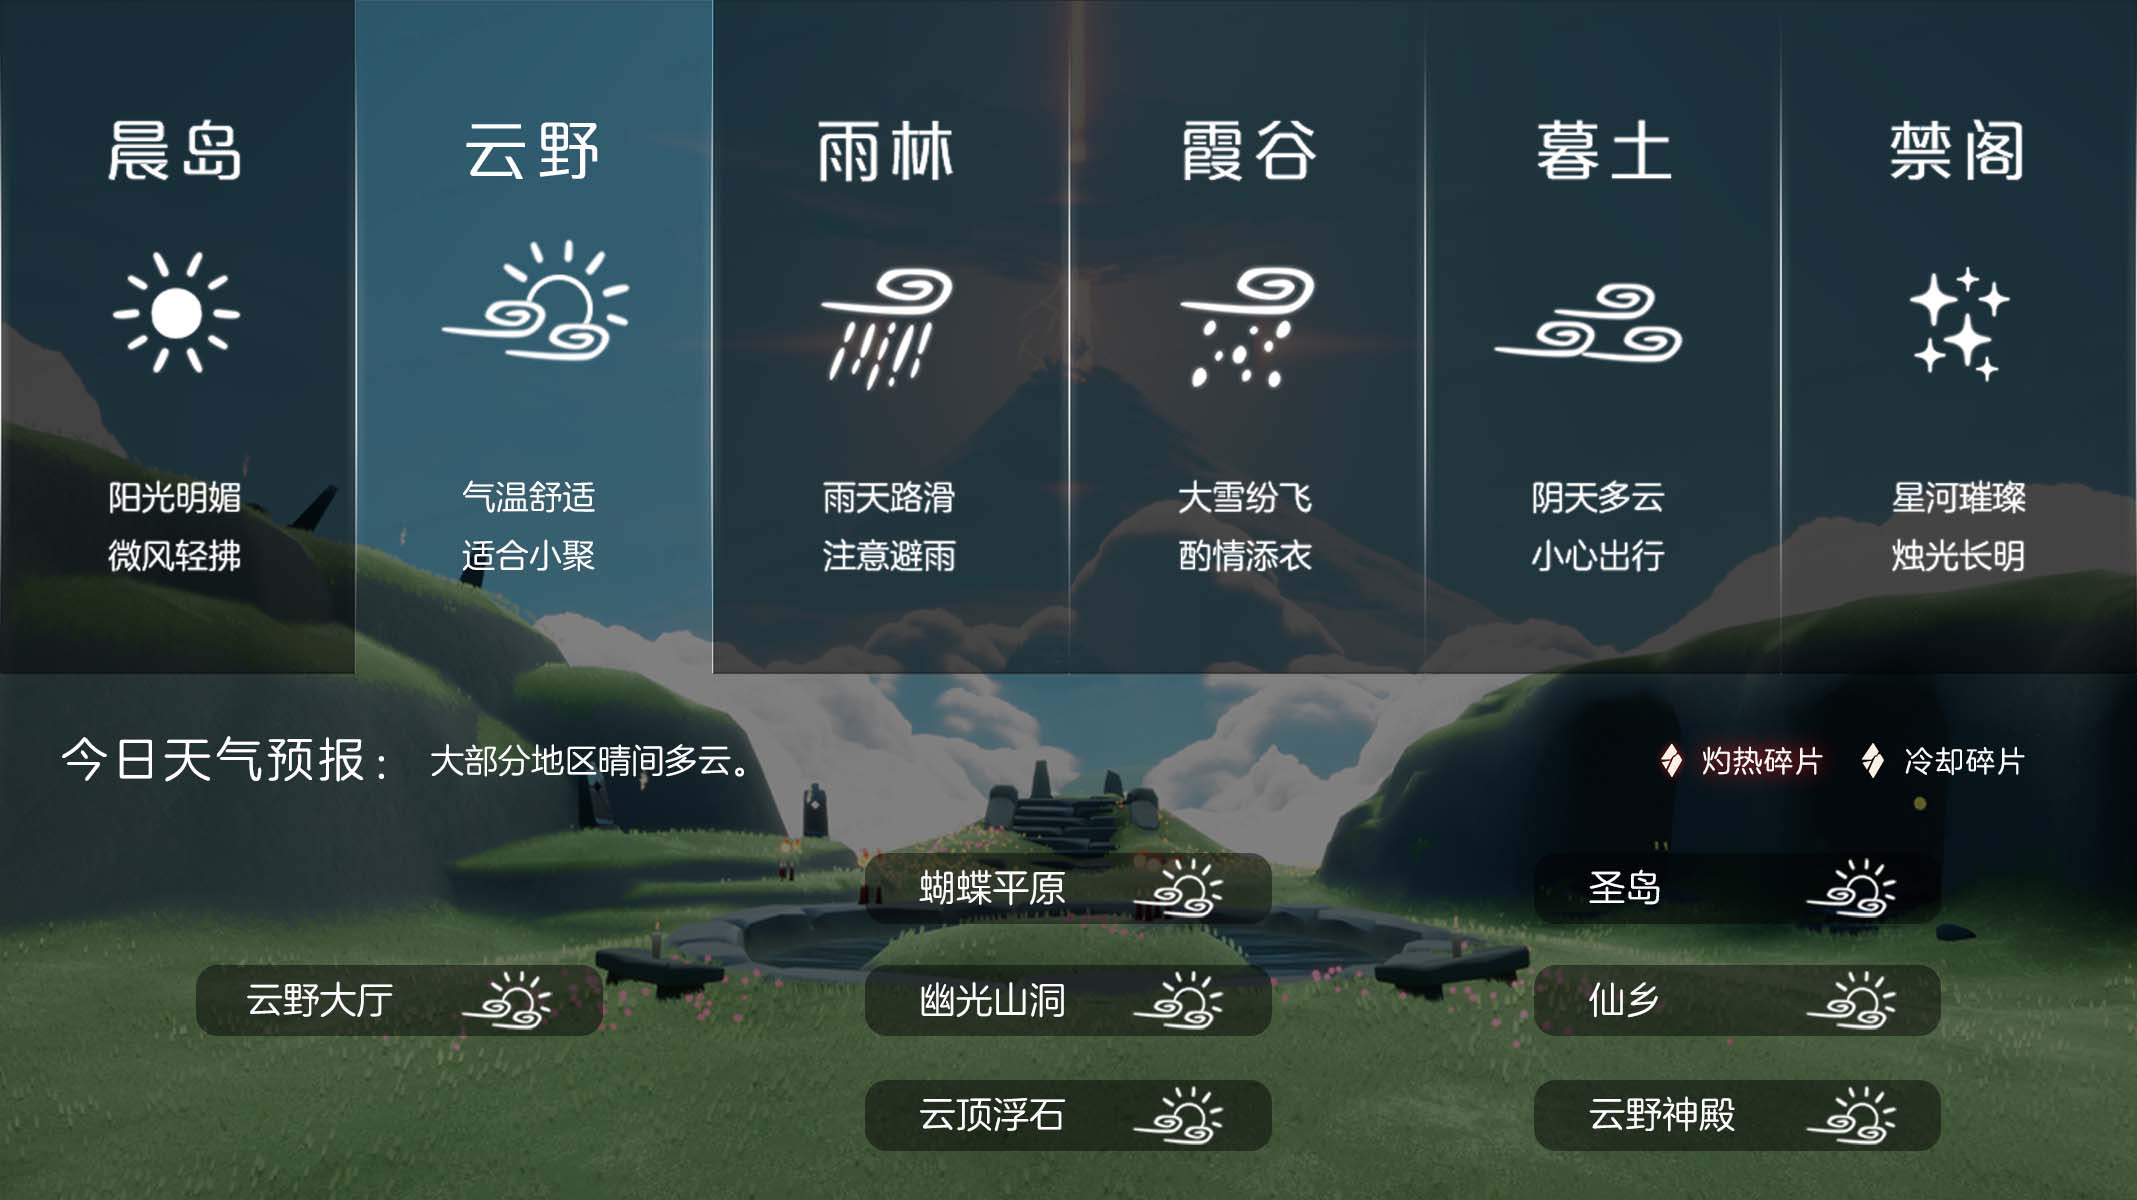 晨岛
云野
雨林
霞谷
暮土
禁阁
阳光明媚
微风轻拂
气温舒适
适合小聚
雨天路滑
注意避雨
大雪纷飞
酌情添衣
阴天多云
小心出行
星河璀璨
烛光长明
今日天气预报： 大部分地区晴间多云。
灼热碎片
冷却碎片
云野大厅
蝴蝶平原
幽光山洞
云顶浮石
圣岛
仙乡
云野神殿